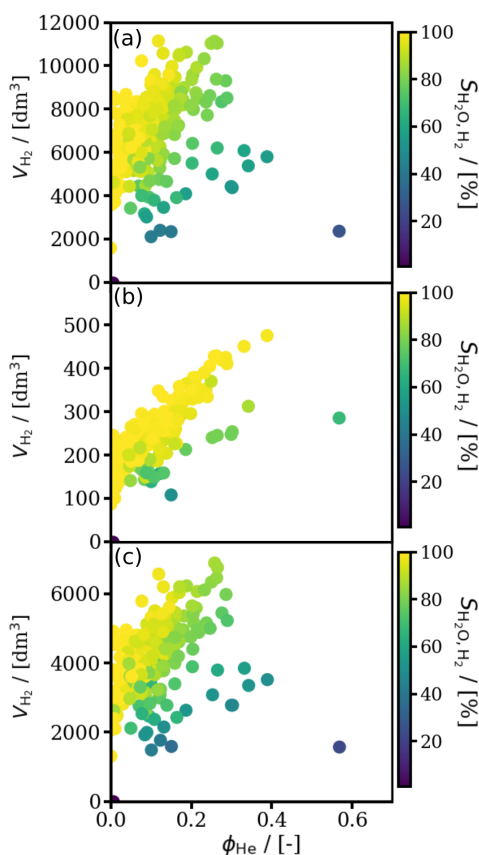 (a)
12000
10000
8000
6000
4000
2000
0
V_H₂ / [dm³]
100
80
60
40
20
S_H₂O, H₂ / [%]
(b)
500
400
300
200
100
0
V_H₂ / [dm³]
100
80
60
40
20
S_H₂O, H₂ / [%]
(c)
6000
4000
2000
0
V_H₂ / [dm³]
100
80
60
40
20
S_H₂O, H₂ / [%]
0.0 0.2 0.4 0.6
ϕ_He / [-]